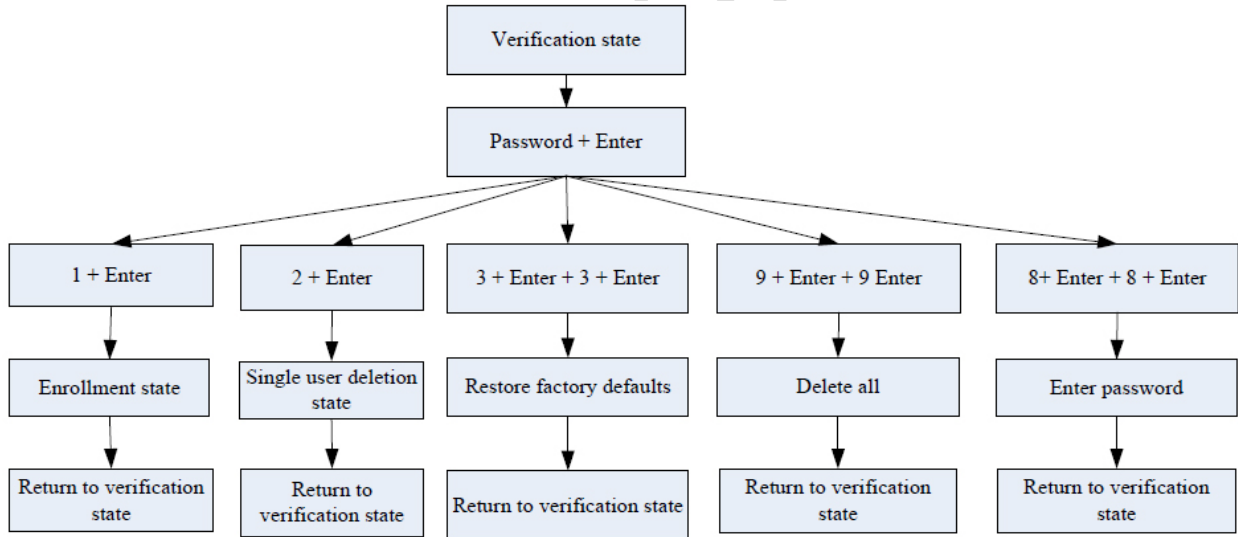 Verification state
Password + Enter
1 + Enter
2 + Enter
3 + Enter + 3 + Enter
9 + Enter + 9 Enter
8+ Enter + 8 + Enter
Enrollment state
Single user deletion
state
Restore factory defaults
Delete all
Enter password
Return to verification
state
Return to
verification state
Return to verification state
Return to verification
state
Return to verification
state